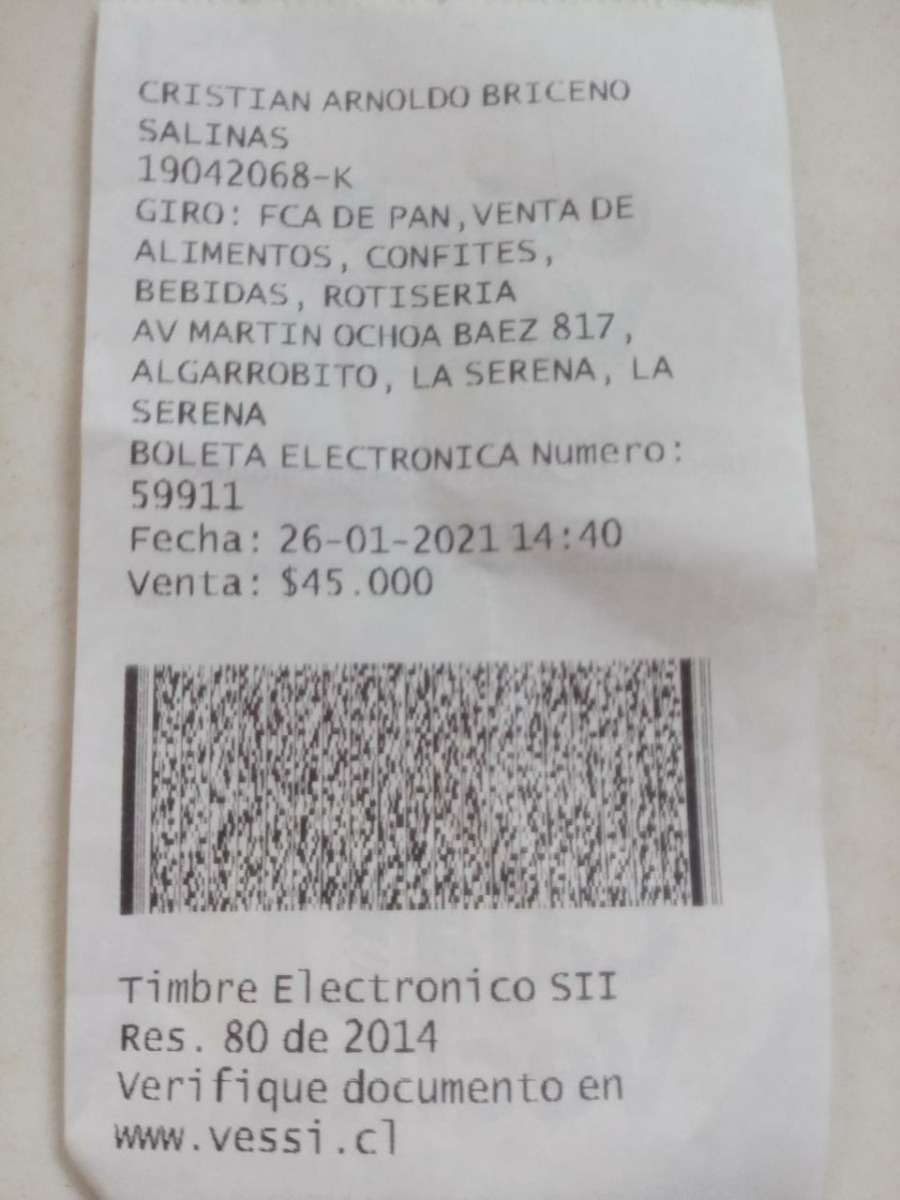 CRISTIAN ARNOLDO BRICENO
SALINAS
19042068-K
GIRO: FCA DE PAN,VENTA DE
ALIMENTOS, CONFITES,
BEBIDAS, ROTISERIA
AV MARTIN OCHOA BAEZ 817,
ALGARROBITO, LA SERENA, LA
SERENA
BOLETA ELECTRONICA Numero:
59911
Fecha: 26-01-2021 14:40
Venta: $45.000
Timbre Electronico SII
Res. 80 de 2014
Verifique documento en
www.vessi.cl